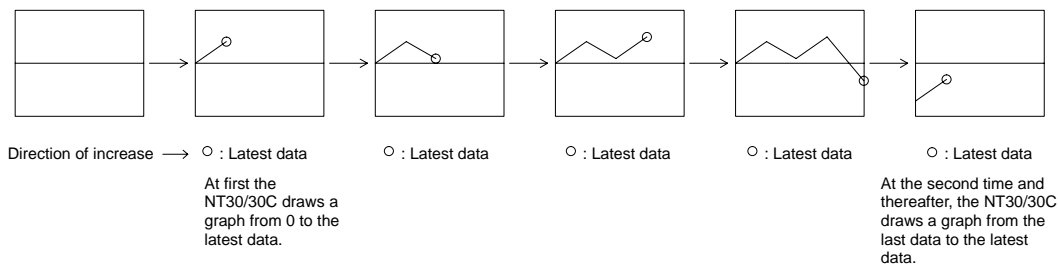 Direction of increase → ○ : Latest data ○ : Latest data ○ : Latest data ○ : Latest data ○ : Latest data
At first the
NT30/30C draws a
graph from 0 to the
latest data.
At the second time and
thereafter, the NT30/30C
draws a graph from the
last data to the latest
data.